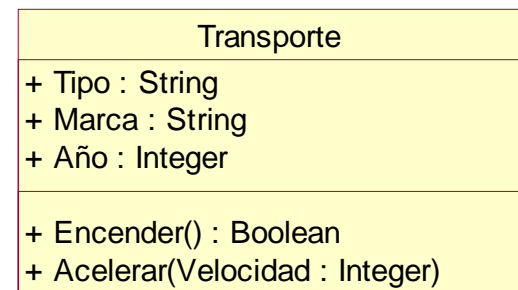 Transporte
+ Tipo : String
+ Marca : String
+ Año : Integer
+ Encender() : Boolean
+ Acelerar(Velocidad : Integer)